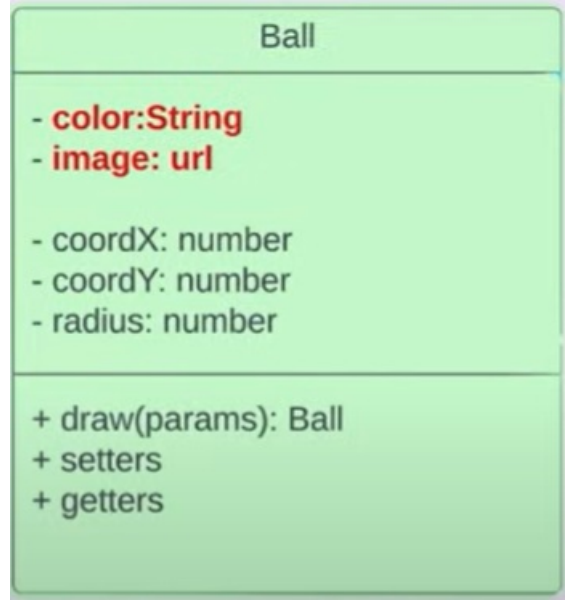 Ball
- color:String
- image: url
- coordX: number
- coordY: number
- radius: number
+ draw(params): Ball
+ setters
+ getters